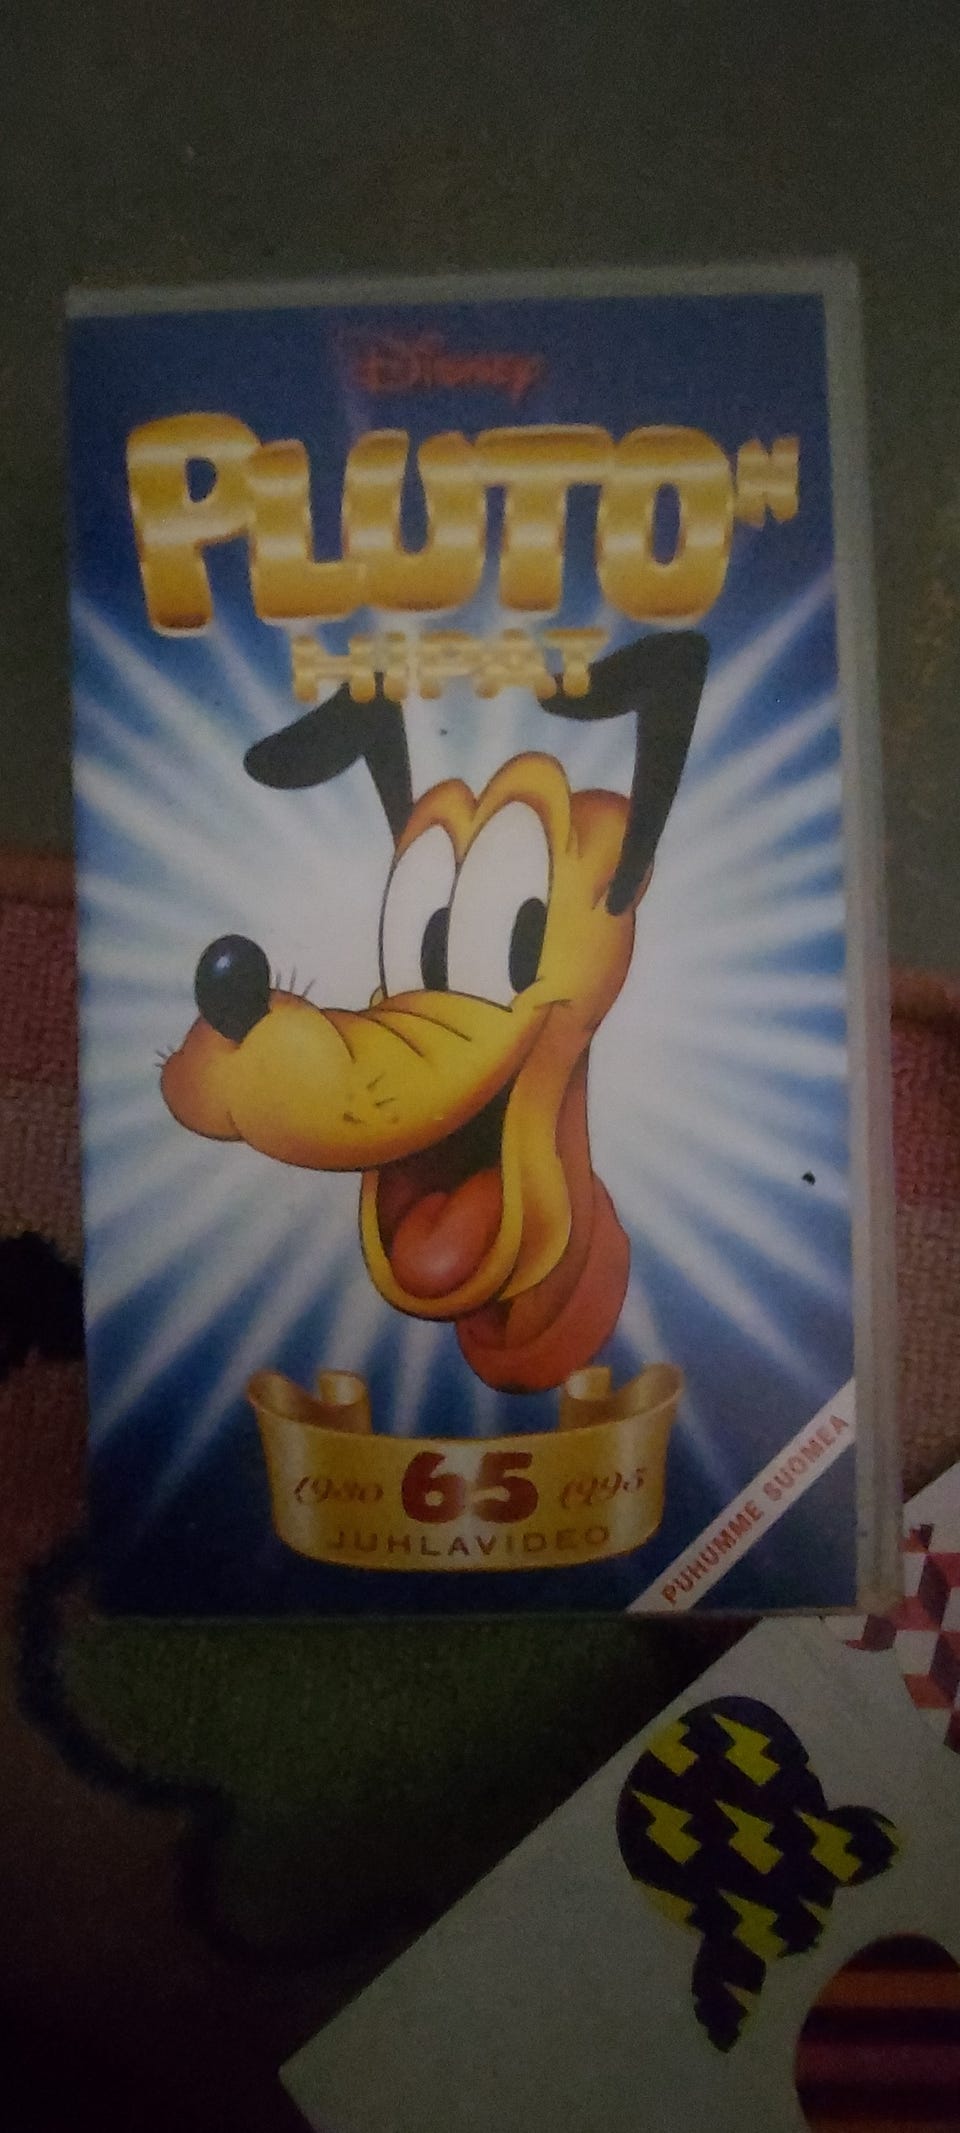 Disney
PLUTON
HIPAT
1930 65 1995
JUHLAVIDEO
PUHUMME SUOMEA